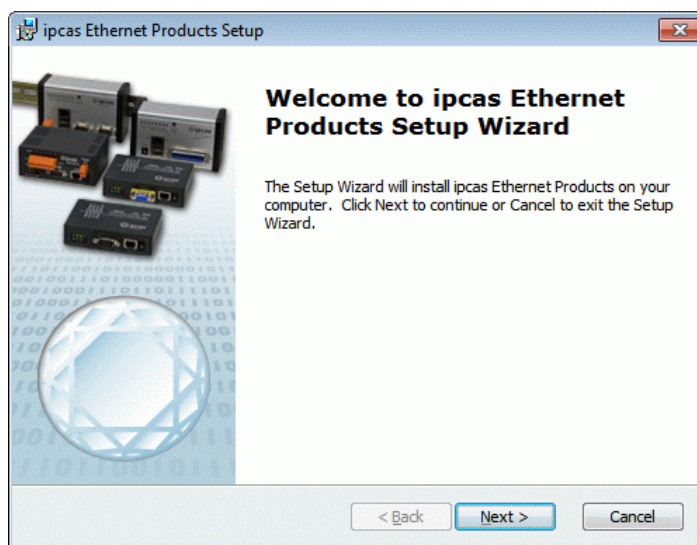 ipcas Ethernet Products Setup
Welcome to ipcas Ethernet
Products Setup Wizard
The Setup Wizard will install ipcas Ethernet Products on your
computer. Click Next to continue or Cancel to exit the Setup
Wizard.
< Back
Next >
Cancel